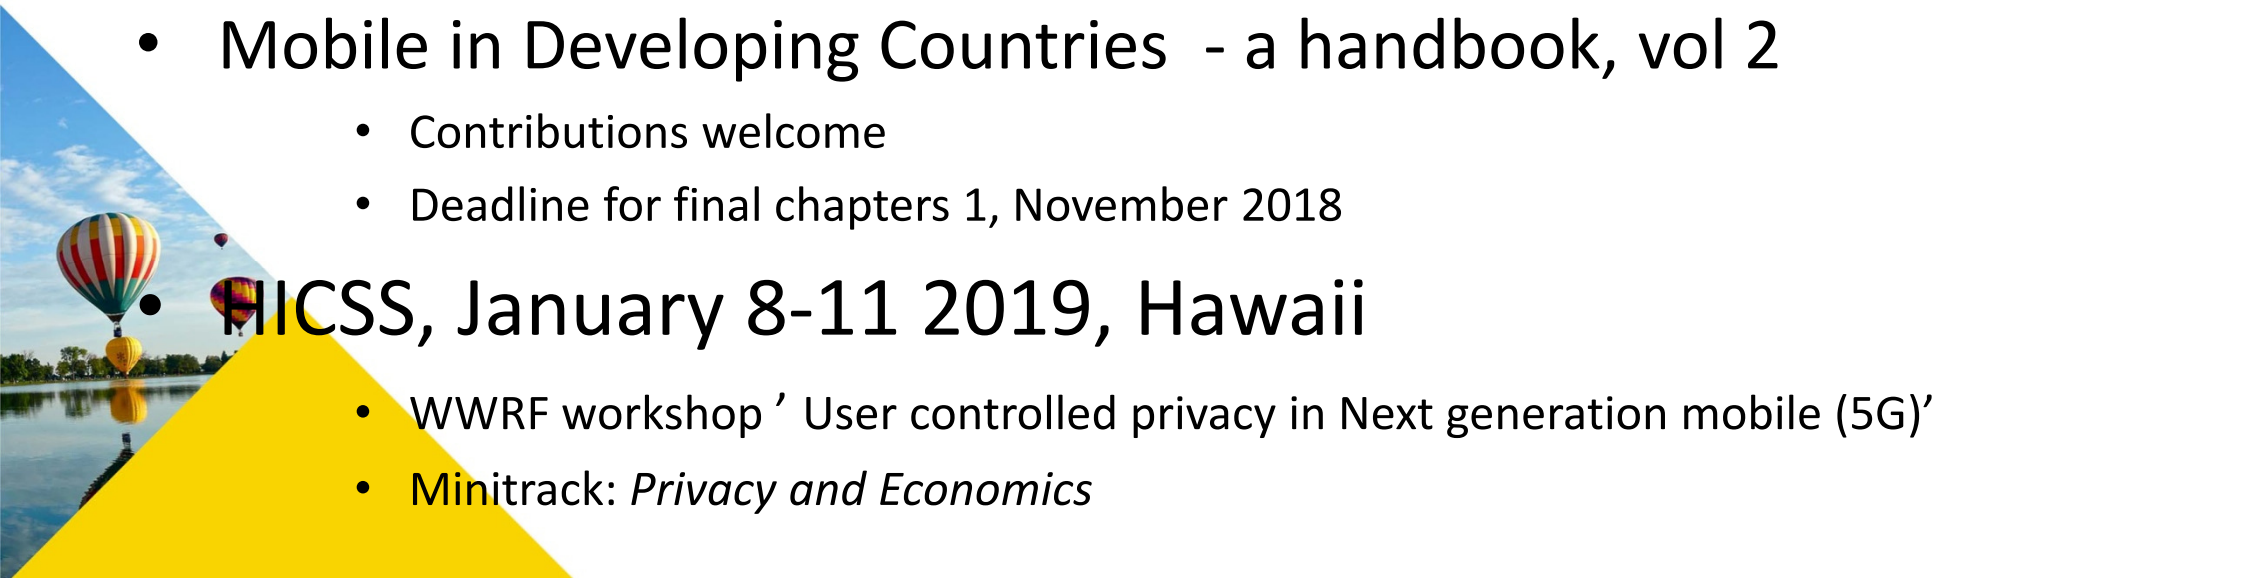 • Mobile in Developing Countries - a handbook, vol 2
• Contributions welcome
• Deadline for final chapters 1, November 2018
• HICSS, January 8-11 2019, Hawaii
• WWRF workshop ’ User controlled privacy in Next generation mobile (5G)’
• Minitrack: Privacy and Economics